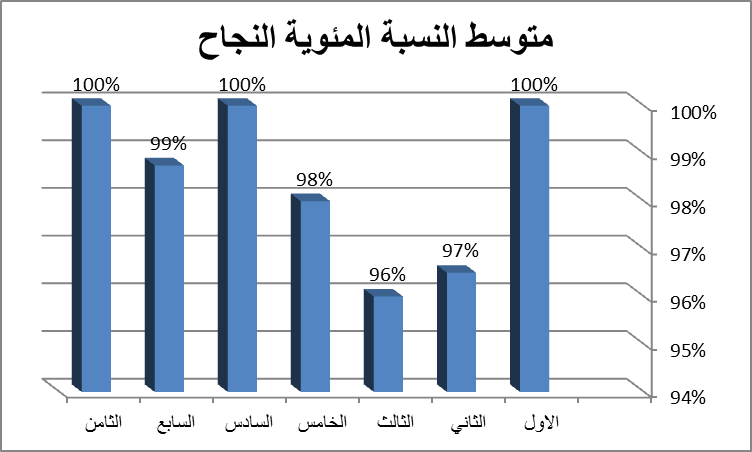 متوسط النسبة المئوية النجاح
100%
97%
96%
98%
100%
99%
100%
100%
99%
98%
97%
96%
95%
94%
الاول
الثاني
الثالث
الخامس
السادس
السابع
الثامن